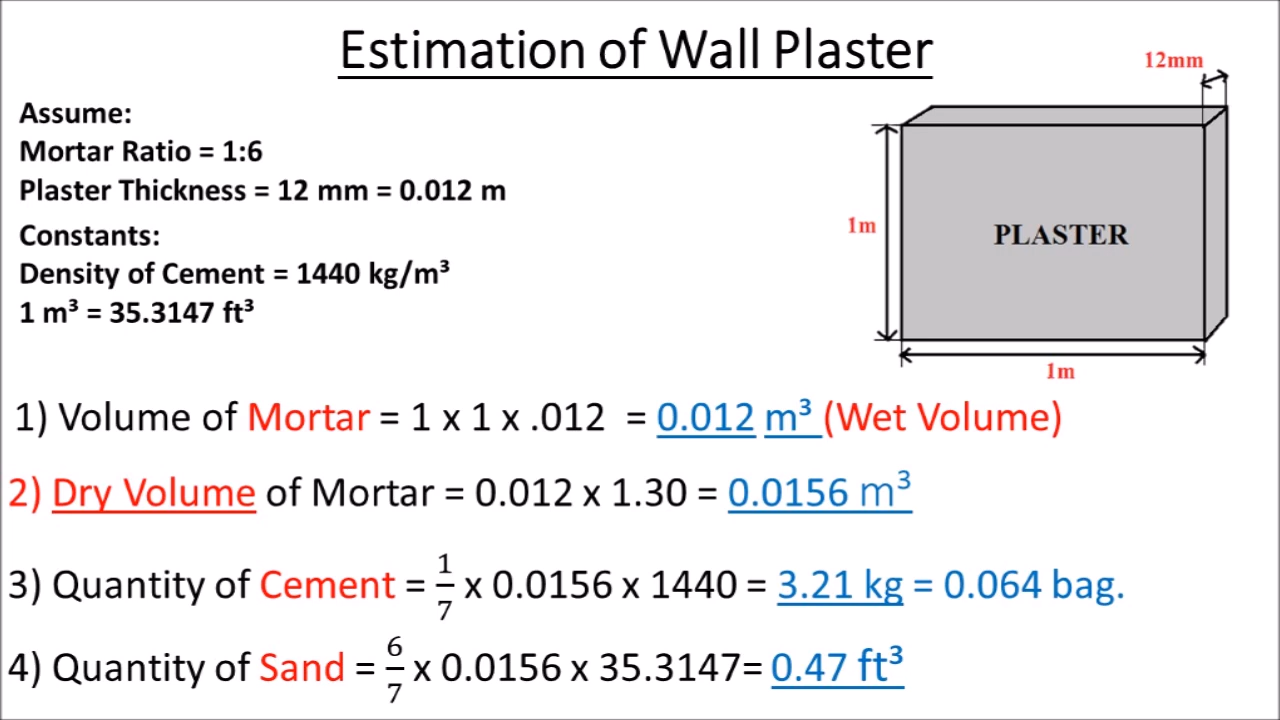 Estimation of Wall Plaster
Assume:
Mortar Ratio = 1:6
Plaster Thickness = 12 mm = 0.012 m
Constants:
Density of Cement = 1440 kg/m³
1 m³ = 35.3147 ft³
12mm
1m
PLASTER
1m
1) Volume of Mortar = 1 x 1 x .012 = 0.012 m³ (Wet Volume)
2) Dry Volume of Mortar = 0.012 x 1.30 = 0.0156 m³
3) Quantity of Cement = 1/7 x 0.0156 x 1440 = 3.21 kg = 0.064 bag.
4) Quantity of Sand = 6/7 x 0.0156 x 35.3147= 0.47 ft³